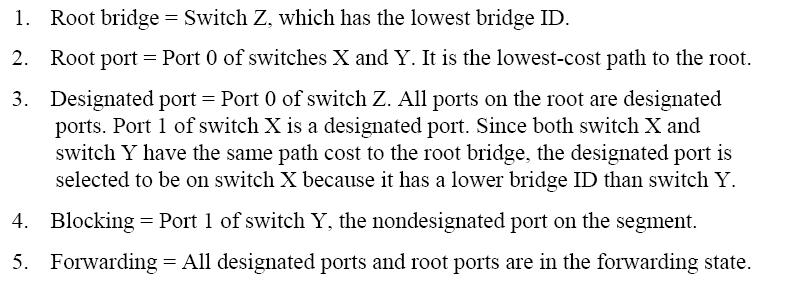 1. Root bridge = Switch Z, which has the lowest bridge ID.
2. Root port = Port 0 of switches X and Y. It is the lowest-cost path to the root.
3. Designated port = Port 0 of switch Z. All ports on the root are designated
ports. Port 1 of switch X is a designated port. Since both switch X and
switch Y have the same path cost to the root bridge, the designated port is
selected to be on switch X because it has a lower bridge ID than switch Y.
4. Blocking = Port 1 of switch Y, the nondesignated port on the segment.
5. Forwarding = All designated ports and root ports are in the forwarding state.